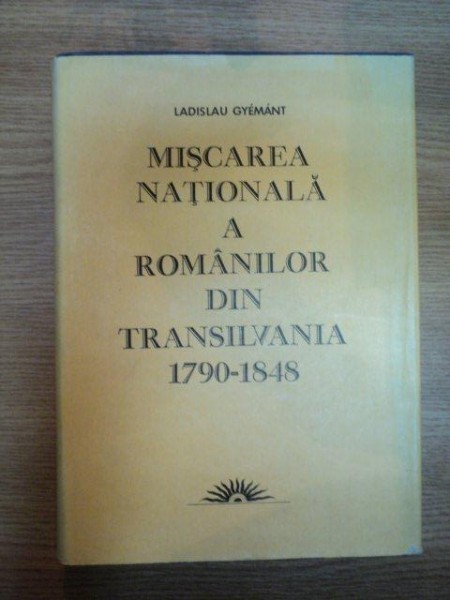 LADISLAU GYÉMÁNT
MIŞCAREA
NAŢIONALĂ
A
ROMÂNILOR
DIN
TRANSILVANIA
1790-1848